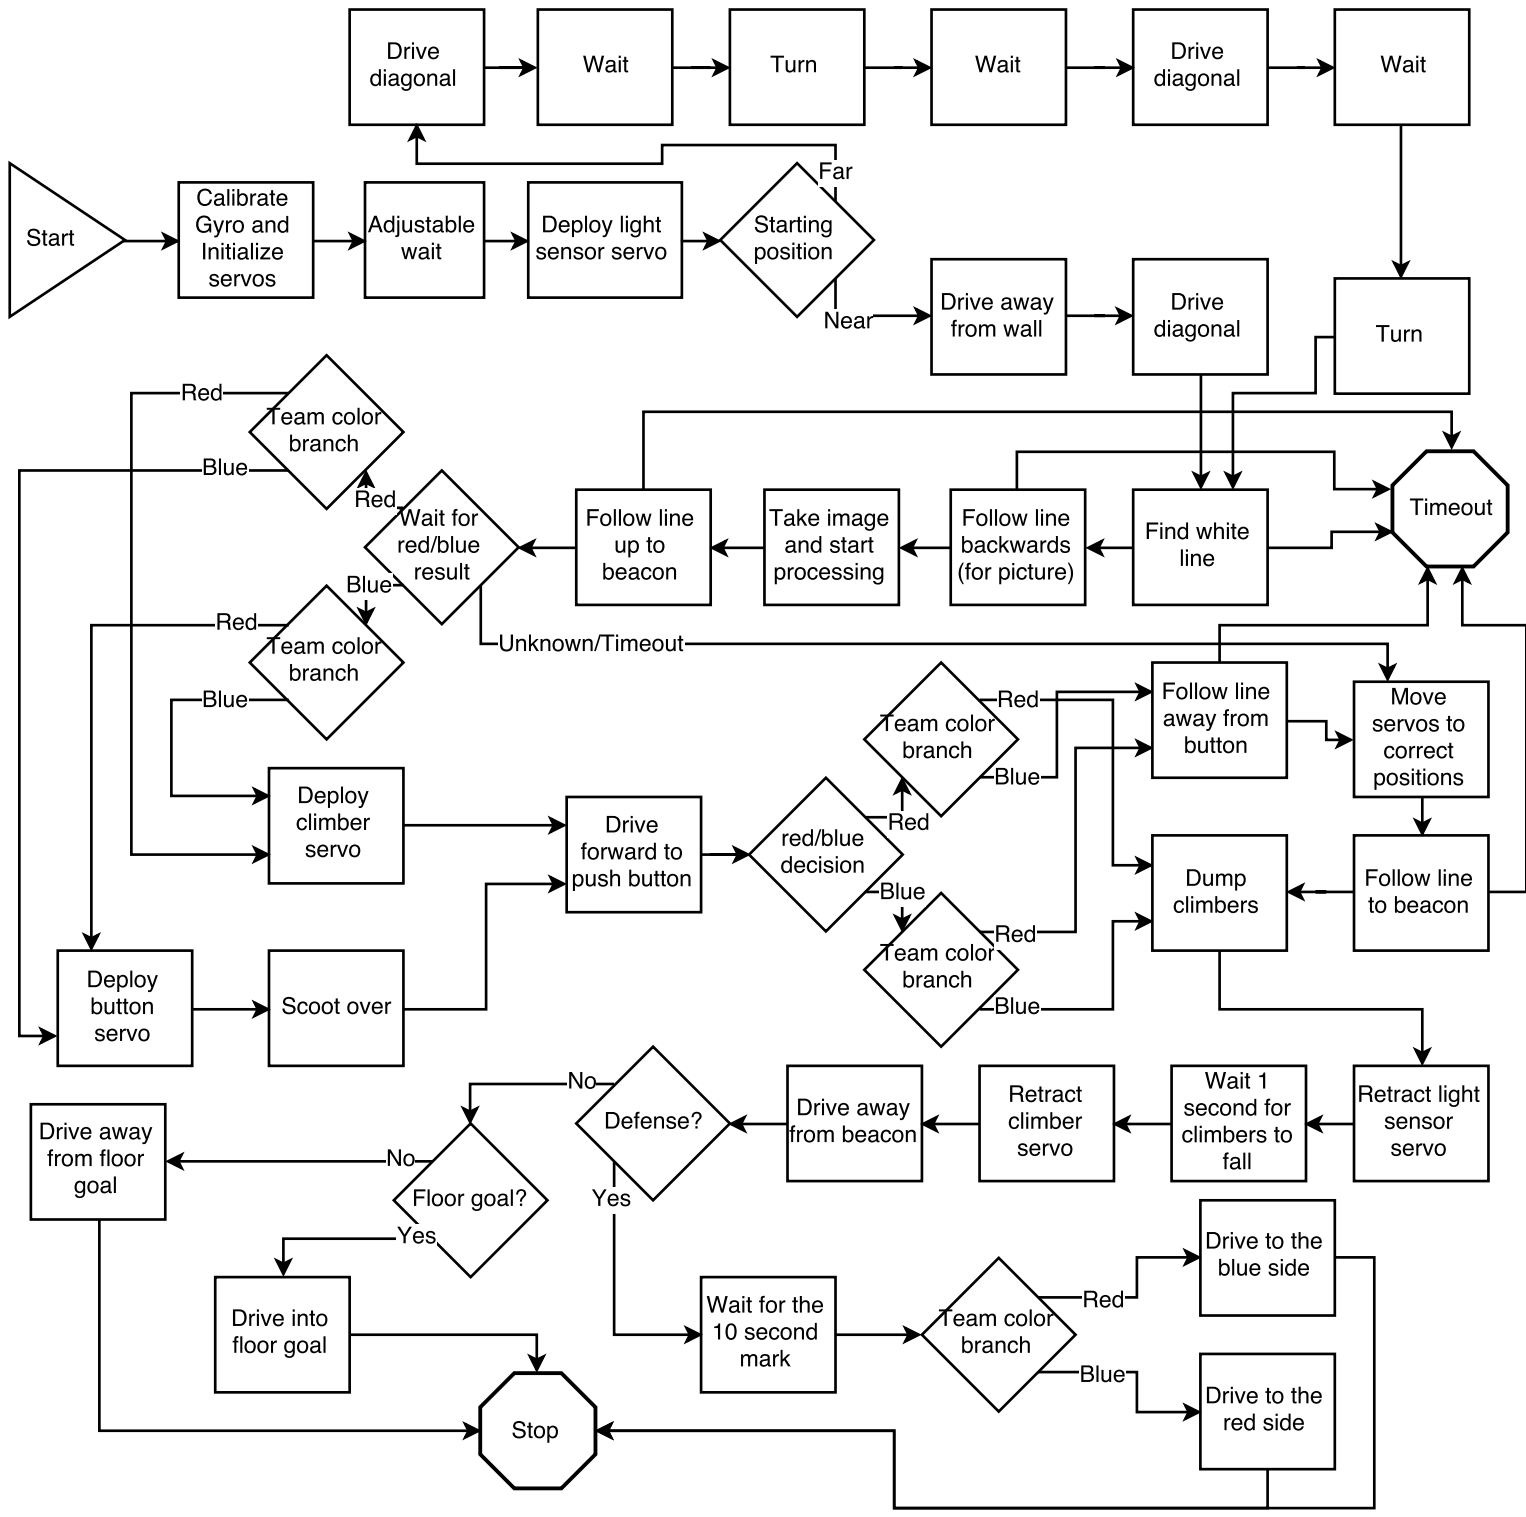 Drive
diagonal
Wait
Turn
Wait
Drive
diagonal
Wait
Far
Start
Calibrate
Gyro and
Initialize
servos
Adjustable
wait
Deploy light
sensor servo
Starting
position
Near
Drive away
from wall
Drive
diagonal
Turn
Red
Team color
branch
Blue
Red
Wait for
red/blue
result
Follow line
up to
beacon
Take image
and start
processing
Follow line
backwards
(for picture)
Find white
line
Timeout
Blue
Red
Team color
branch
Blue
Unknown/Timeout
Team color
branch
Red
Blue
Follow line
away from
button
Move
servos to
correct
positions
Deploy
climber
servo
Drive
forward to
push button
red/blue
decision
Red
Blue
Dump
climbers
Follow line
to beacon
Team color
branch
Red
Blue
Deploy
button
servo
Scoot over
No
Defense?
Yes
Drive away
from beacon
Retract
climber
servo
Wait 1
second for
climbers to
fall
Retract light
sensor
servo
Drive away
from floor
goal
No
Floor goal?
Yes
Drive into
floor goal
Wait for the
10 second
mark
Team color
branch
Red
Blue
Drive to the
blue side
Drive to the
red side
Stop